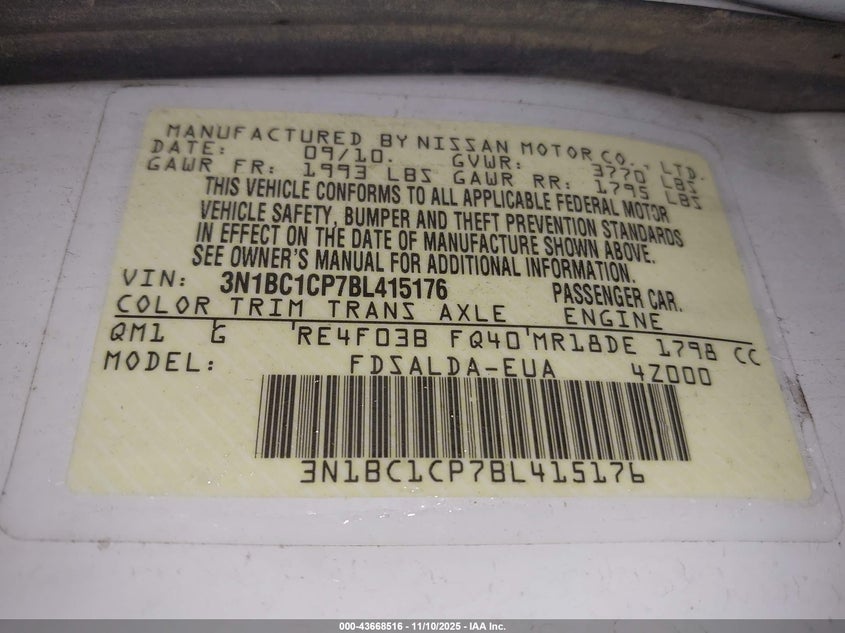 MANUFACTURED BY NISSAN MOTOR CO., LTD.
DATE: 09/10. GVWR: 3770 LBS
GAWR FR: 1993 LBS GAWR RR: 1795 LBS
THIS VEHICLE CONFORMS TO ALL APPLICABLE FEDERAL MOTOR
VEHICLE SAFETY, BUMPER AND THEFT PREVENTION STANDARDS
IN EFFECT ON THE DATE OF MANUFACTURE SHOWN ABOVE.
SEE OWNER'S MANUAL FOR ADDITIONAL INFORMATION.
VIN: 3N1BC1CP7BL415176 PASSENGER CAR.
COLOR TRIM TRANS AXLE ENGINE
QM1 G RE4F03B FQ40 MR18DE 1798 CC
MODEL: FDSALDA-EUA 4Z000
3N1BC1CP7BL415176
000-43668516 - 11/10/2025 - IAA Inc.